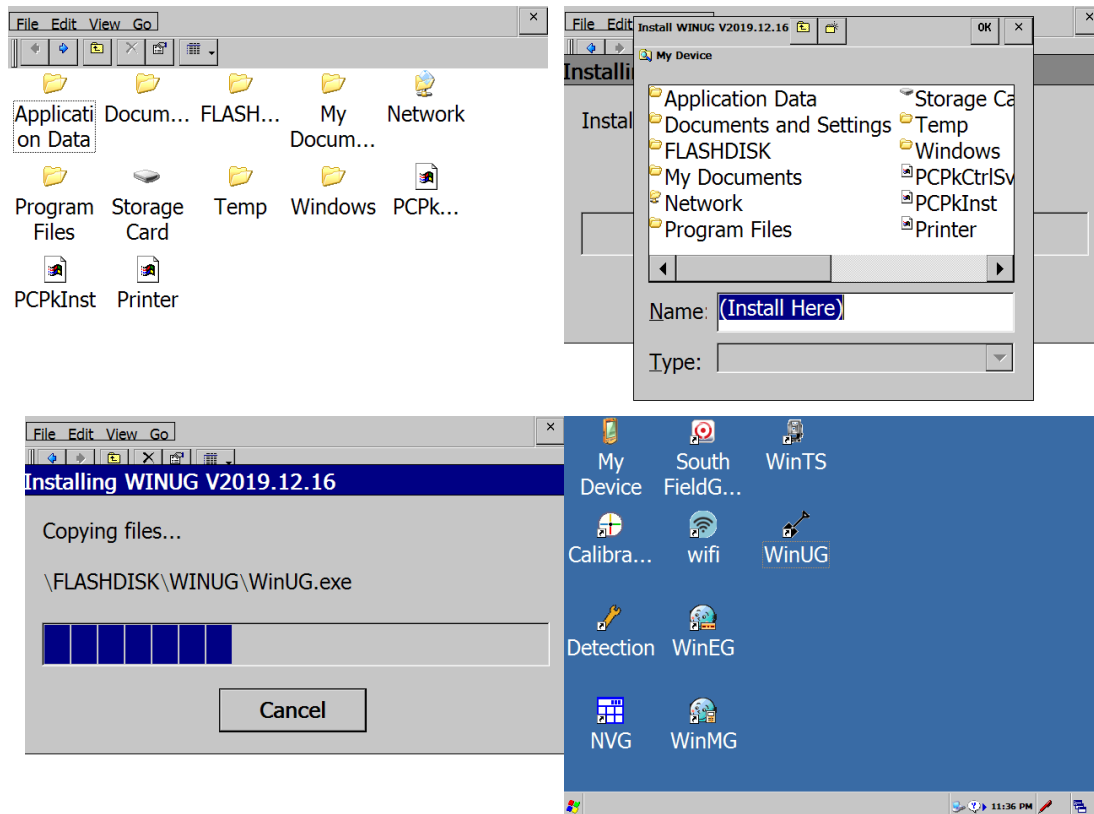 File Edit View Go
×
Applicati
on Data
Docum...
FLASH...
My
Docum...
Network
Program
Files
Storage
Card
Temp
Windows
PCPk...
PCPkInst
Printer
File Edit
Install WINUG V2019.12.16
OK
×
×
My Device
Installi
Instal
Application Data
Documents and Settings
FLASHDISK
My Documents
Network
Program Files
Storage Ca
Temp
Windows
PCPkCtrlSv
PCPkInst
Printer
Name:
(Install Here)
Type:
File Edit View Go
×
Installing WINUG V2019.12.16
Copying files...
\FLASHDISK\WINUG\WinUG.exe
Cancel
My
Device
South
FieldG...
WinTS
Calibra...
wifi
WinUG
Detection
WinEG
NVG
WinMG
11:36 PM